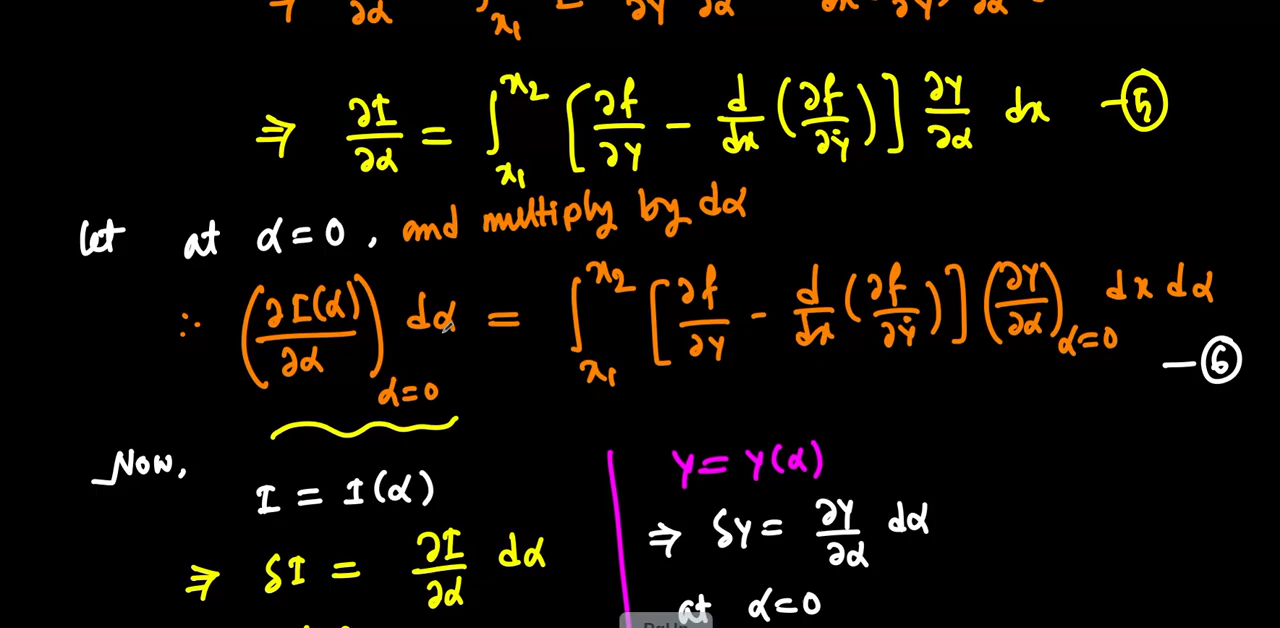 ⇒ ∂I/∂α = ∫_{x1}^{x2} [∂f/∂y − d/dx (∂f/∂ẏ)] ∂y/∂α dx —⑤
let at α=0, and multiply by dα
∴ (∂I(α)/∂α)_{α=0} dα = ∫_{x1}^{x2} [∂f/∂y − d/dx (∂f/∂ẏ)] (∂y/∂α)_{α=0} dx dα —⑥
Now,
I = I(α)
⇒ δI = ∂I/∂α dα
y = y(α)
⇒ δy = ∂y/∂α dα
at α=0